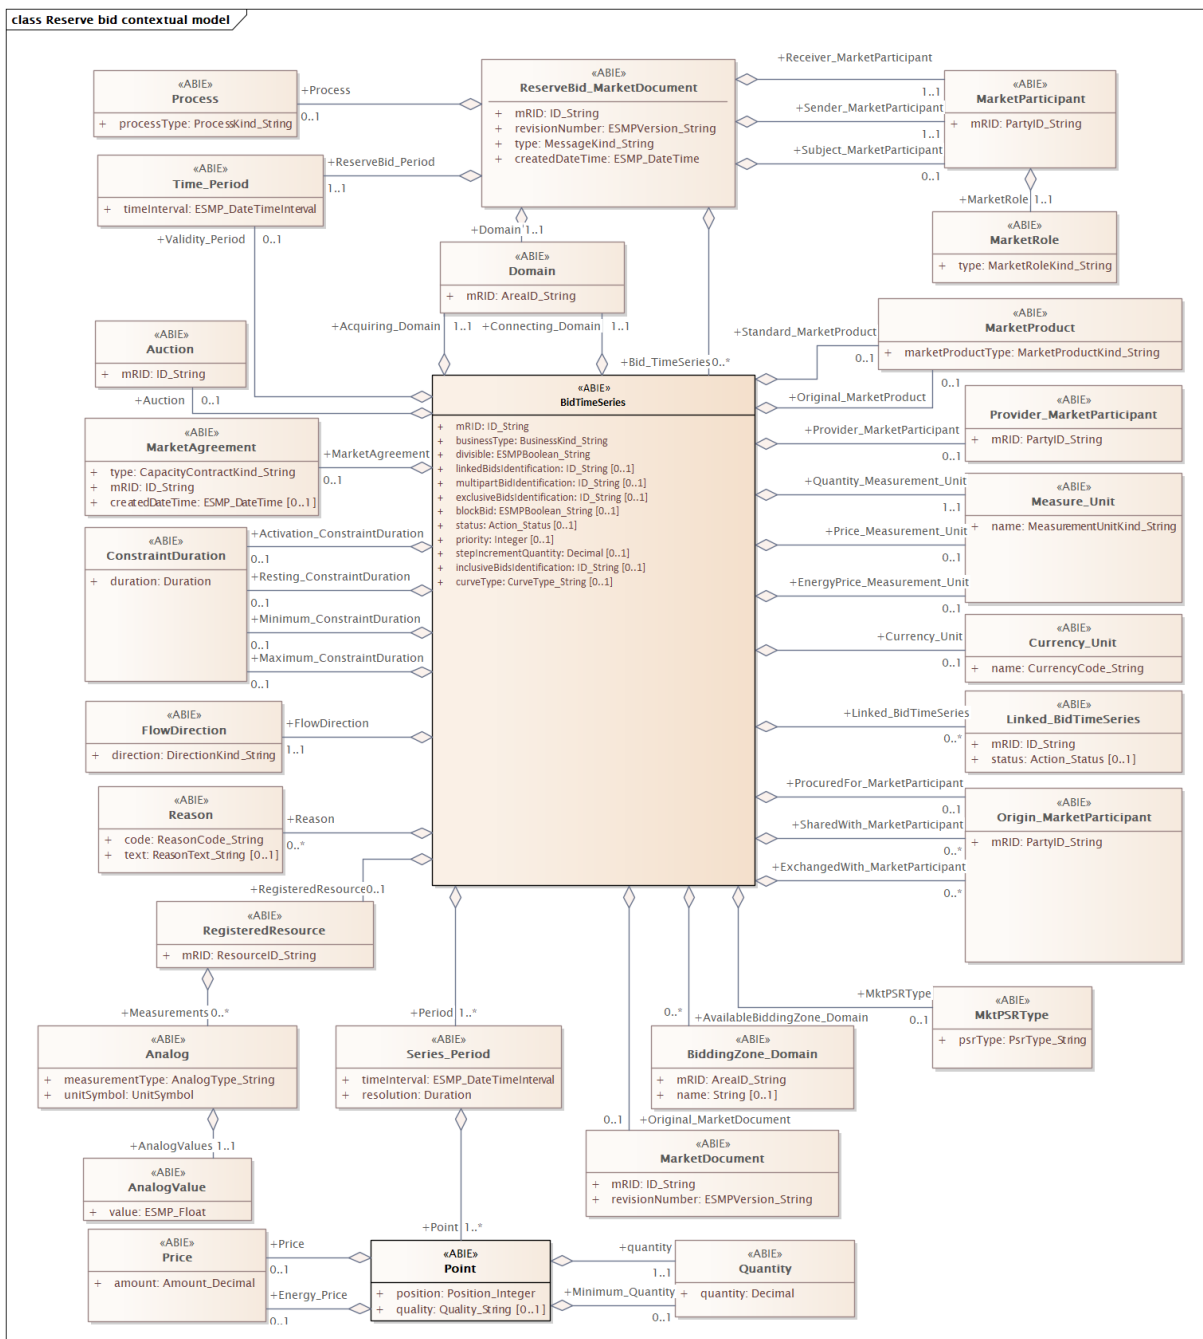 class Reserve bid contextual model
«ABIE»
Process
+ processType: ProcessKind_String
+Process
0..1
«ABIE»
ReserveBid_MarketDocument
+ mRID: ID_String
+ revisionNumber: ESMPVersion_String
+ type: MessageKind_String
+ createdDateTime: ESMP_DateTime
+Receiver_MarketParticipant
1..1
+Sender_MarketParticipant
1..1
+Subject_MarketParticipant
0..1
«ABIE»
MarketParticipant
+ mRID: PartyID_String
«ABIE»
Time_Period
+ timeInterval: ESMP_DateTimeInterval
+ReserveBid_Period
1..1
+Validity_Period
0..1
+MarketRole
1..1
«ABIE»
MarketRole
+ type: MarketRoleKind_String
+Domain
1..1
«ABIE»
Domain
+ mRID: AreaID_String
+Acquiring_Domain
1..1
+Connecting_Domain
1..1
+Bid_TimeSeries
0..*
«ABIE»
Auction
+ mRID: ID_String
+Auction
0..1
+Standard_MarketProduct
0..1
«ABIE»
MarketProduct
+ marketProductType: MarketProductKind_String
+Original_MarketProduct
0..1
«ABIE»
BidTimeSeries
+ mRID: ID_String
+ businessType: BusinessKind_String
+ divisible: ESMPBoolean_String
+ linkedBidsIdentification: ID_String [0..1]
+ multipartBidIdentification: ID_String [0..1]
+ exclusiveBidsIdentification: ID_String [0..1]
+ blockBid: ESMPBoolean_String [0..1]
+ status: Action_Status [0..1]
+ priority: Integer [0..1]
+ stepIncrementQuantity: Decimal [0..1]
+ inclusiveBidsIdentification: ID_String [0..1]
+ curveType: CurveType_String [0..1]
+Provider_MarketParticipant
0..1
«ABIE»
Provider_MarketParticipant
+ mRID: PartyID_String
«ABIE»
MarketAgreement
+ type: CapacityContractKind_String
+ mRID: ID_String
+ createdDateTime: ESMP_DateTime [0..1]
+MarketAgreement
0..1
+Quantity_Measurement_Unit
1..1
+Price_Measurement_Unit
0..1
+EnergyPrice_Measurement_Unit
0..1
«ABIE»
Measure_Unit
+ name: MeasurementUnitKind_String
«ABIE»
ConstraintDuration
+ duration: Duration
+Activation_ConstraintDuration
0..1
+Resting_ConstraintDuration
0..1
+Minimum_ConstraintDuration
0..1
+Maximum_ConstraintDuration
0..1
+Currency_Unit
0..1
«ABIE»
Currency_Unit
+ name: CurrencyCode_String
«ABIE»
FlowDirection
+ direction: DirectionKind_String
+FlowDirection
1..1
+Linked_BidTimeSeries
0..*
«ABIE»
Linked_BidTimeSeries
+ mRID: ID_String
+ status: Action_Status [0..1]
«ABIE»
Reason
+ code: ReasonCode_String
+ text: ReasonText_String [0..1]
+Reason
0..*
+ProcuredFor_MarketParticipant
0..1
+SharedWith_MarketParticipant
0..*
+ExchangedWith_MarketParticipant
0..*
«ABIE»
Origin_MarketParticipant
+ mRID: PartyID_String
+RegisteredResource
0..1
«ABIE»
RegisteredResource
+ mRID: ResourceID_String
+Measurements
0..*
«ABIE»
Analog
+ measurementType: AnalogType_String
+ unitSymbol: UnitSymbol
+Period
1..*
«ABIE»
Series_Period
+ timeInterval: ESMP_DateTimeInterval
+ resolution: Duration
0..*
+AvailableBiddingZone_Domain
«ABIE»
BiddingZone_Domain
+ mRID: AreaID_String
+ name: String [0..1]
+MktPSRType
0..1
«ABIE»
MktPSRType
+ psrType: PsrType_String
0..1
+Original_MarketDocument
«ABIE»
MarketDocument
+ mRID: ID_String
+ revisionNumber: ESMPVersion_String
+AnalogValues
1..1
«ABIE»
AnalogValue
+ value: ESMP_Float
+Point
1..*
«ABIE»
Price
+ amount: Amount_Decimal
+Price
0..1
+Energy_Price
0..1
«ABIE»
Point
+ position: Position_Integer
+ quality: Quality_String [0..1]
+quantity
1..1
+Minimum_Quantity
0..1
«ABIE»
Quantity
+ quantity: Decimal